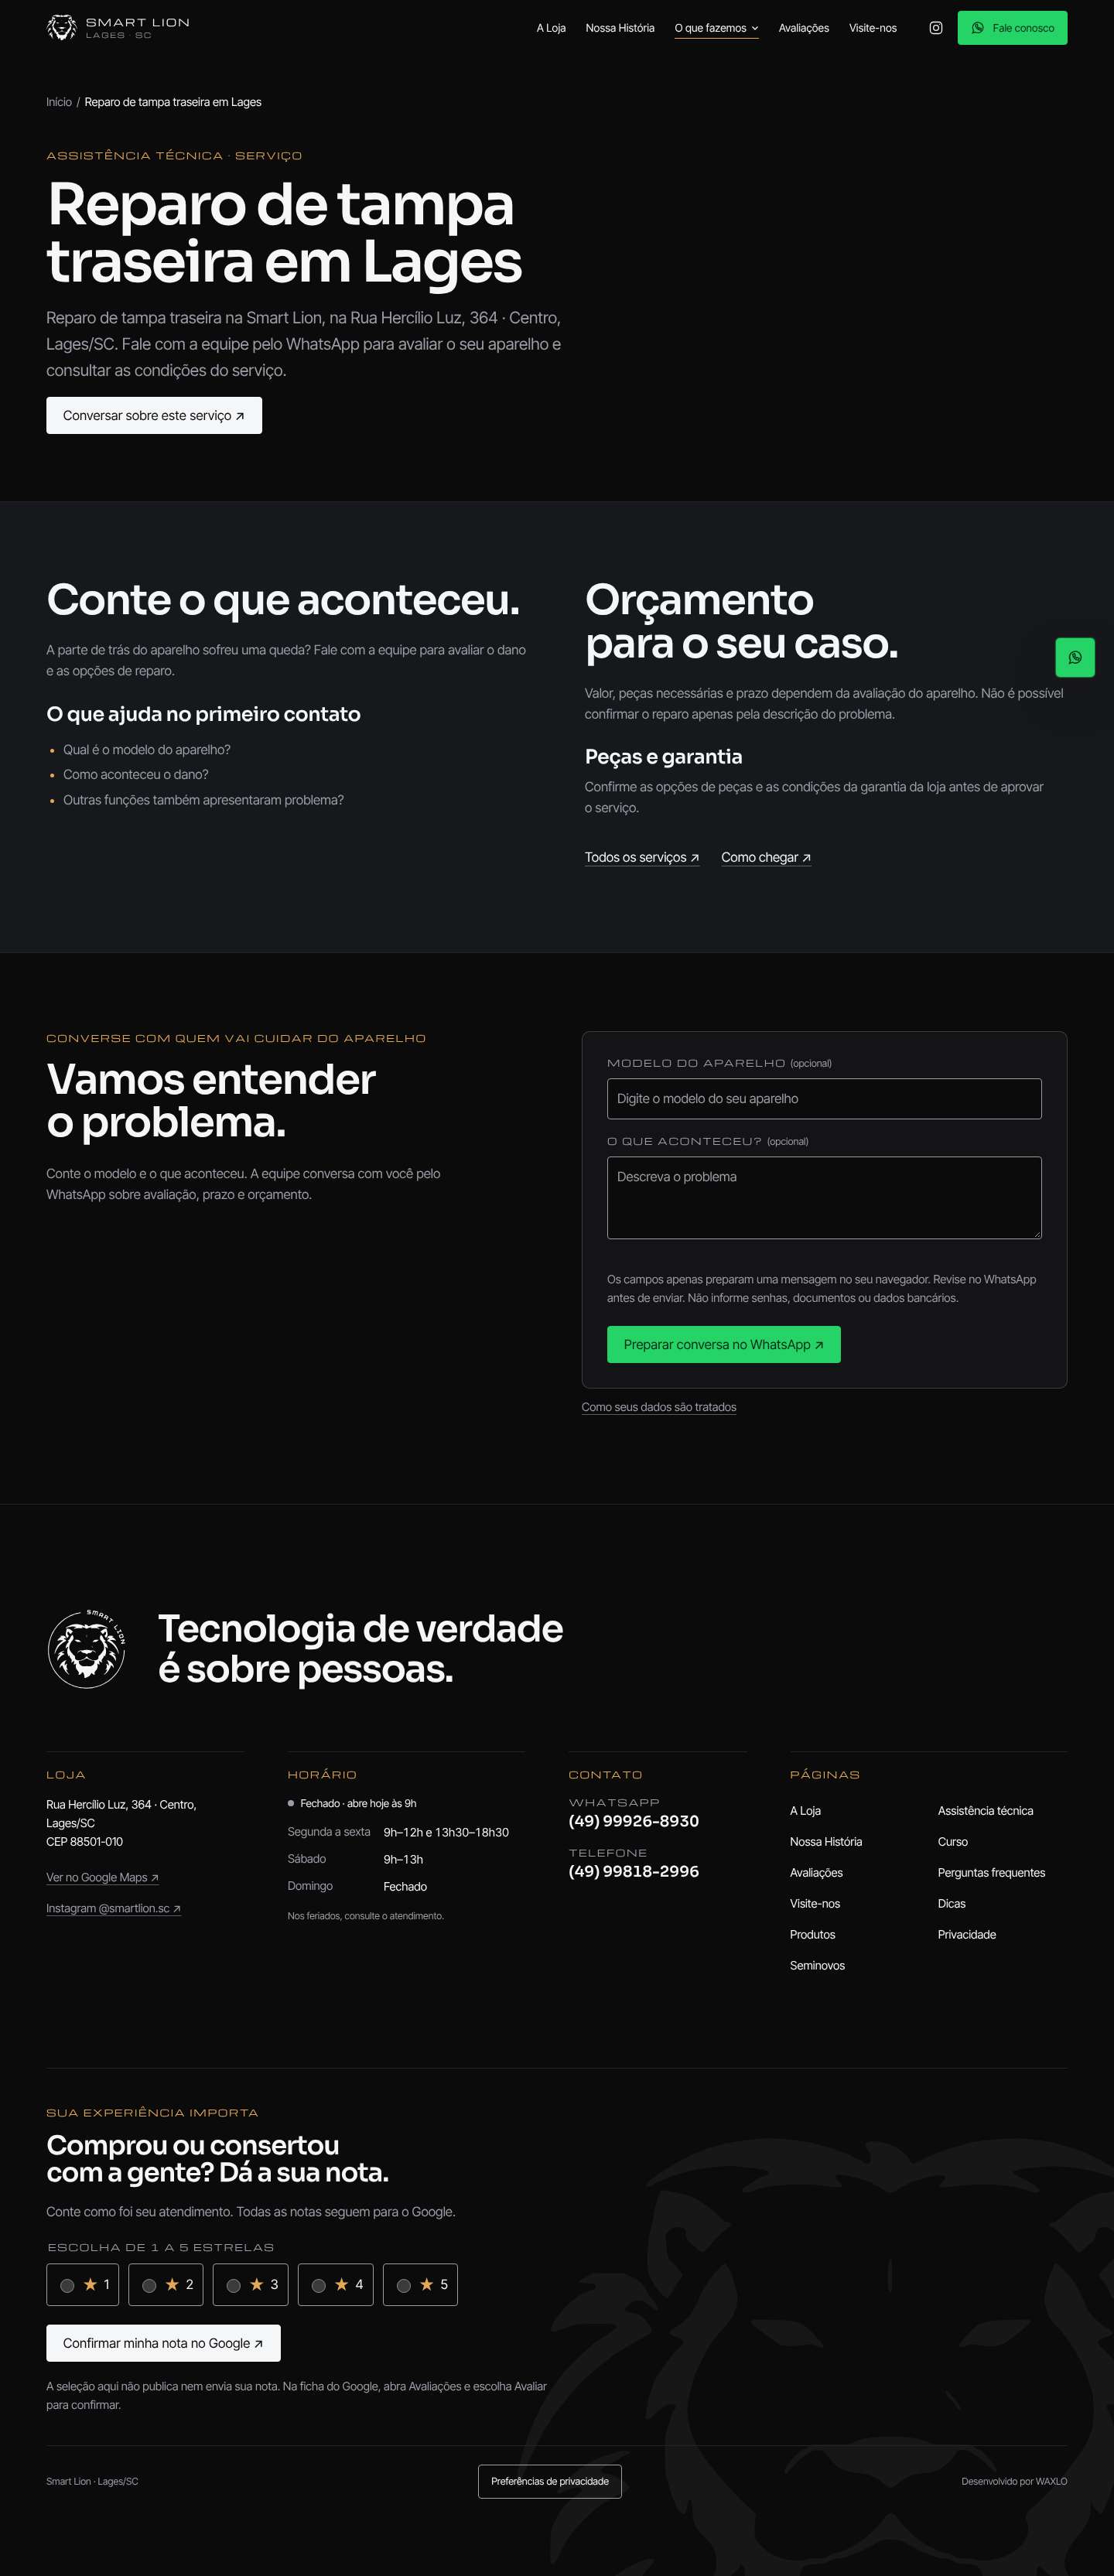 SMART LION
LAGES · SC
A Loja
Nossa História
O que fazemos
Avaliações
Visite-nos
Fale conosco
Início / Reparo de tampa traseira em Lages
ASSISTÊNCIA TÉCNICA · SERVIÇO
Reparo de tampa
traseira em Lages
Reparo de tampa traseira na Smart Lion, na Rua Hercílio Luz, 364 · Centro,
Lages/SC. Fale com a equipe pelo WhatsApp para avaliar o seu aparelho e
consultar as condições do serviço.
Conversar sobre este serviço ↗
Conte o que aconteceu.
A parte de trás do aparelho sofreu uma queda? Fale com a equipe para avaliar o dano
e as opções de reparo.
O que ajuda no primeiro contato
• Qual é o modelo do aparelho?
• Como aconteceu o dano?
• Outras funções também apresentaram problema?
Orçamento
para o seu caso.
Valor, peças necessárias e prazo dependem da avaliação do aparelho. Não é possível
confirmar o reparo apenas pela descrição do problema.
Peças e garantia
Confirme as opções de peças e as condições da garantia da loja antes de aprovar
o serviço.
Todos os serviços ↗
Como chegar ↗
CONVERSE COM QUEM VAI CUIDAR DO APARELHO
Vamos entender
o problema.
Conte o modelo e o que aconteceu. A equipe conversa com você pelo
WhatsApp sobre avaliação, prazo e orçamento.
MODELO DO APARELHO (opcional)
Digite o modelo do seu aparelho
O QUE ACONTECEU? (opcional)
Descreva o problema
Os campos apenas preparam uma mensagem no seu navegador. Revise no WhatsApp
antes de enviar. Não informe senhas, documentos ou dados bancários.
Preparar conversa no WhatsApp ↗
Como seus dados são tratados
SMART LION
Tecnologia de verdade
é sobre pessoas.
LOJA
Rua Hercílio Luz, 364 · Centro,
Lages/SC
CEP 88501-010
Ver no Google Maps ↗
Instagram @smartlion.sc ↗
HORÁRIO
Fechado · abre hoje às 9h
Segunda a sexta 9h–12h e 13h30–18h30
Sábado 9h–13h
Domingo Fechado
Nos feriados, consulte o atendimento.
CONTATO
WHATSAPP
(49) 99926-8930
TELEFONE
(49) 99818-2996
PÁGINAS
A Loja
Nossa História
Avaliações
Visite-nos
Produtos
Seminovos
Assistência técnica
Curso
Perguntas frequentes
Dicas
Privacidade
SUA EXPERIÊNCIA IMPORTA
Comprou ou consertou
com a gente? Dá a sua nota.
Conte como foi seu atendimento. Todas as notas seguem para o Google.
ESCOLHA DE 1 A 5 ESTRELAS
★ 1 ★ 2 ★ 3 ★ 4 ★ 5
Confirmar minha nota no Google ↗
A seleção aqui não publica nem envia sua nota. Na ficha do Google, abra Avaliações e escolha Avaliar
para confirmar.
Smart Lion · Lages/SC
Preferências de privacidade
Desenvolvido por WAXLO